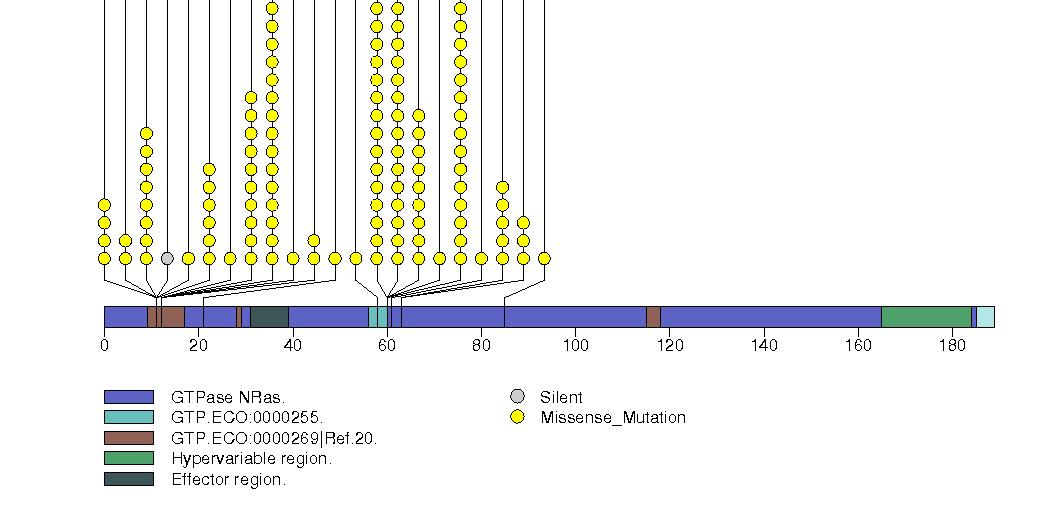 0 20 40 60 80 100 120 140 160 180
GTPase NRas.
GTP.ECO:0000255.
GTP.ECO:0000269|Ref.20.
Hypervariable region.
Effector region.
Silent
Missense_Mutation